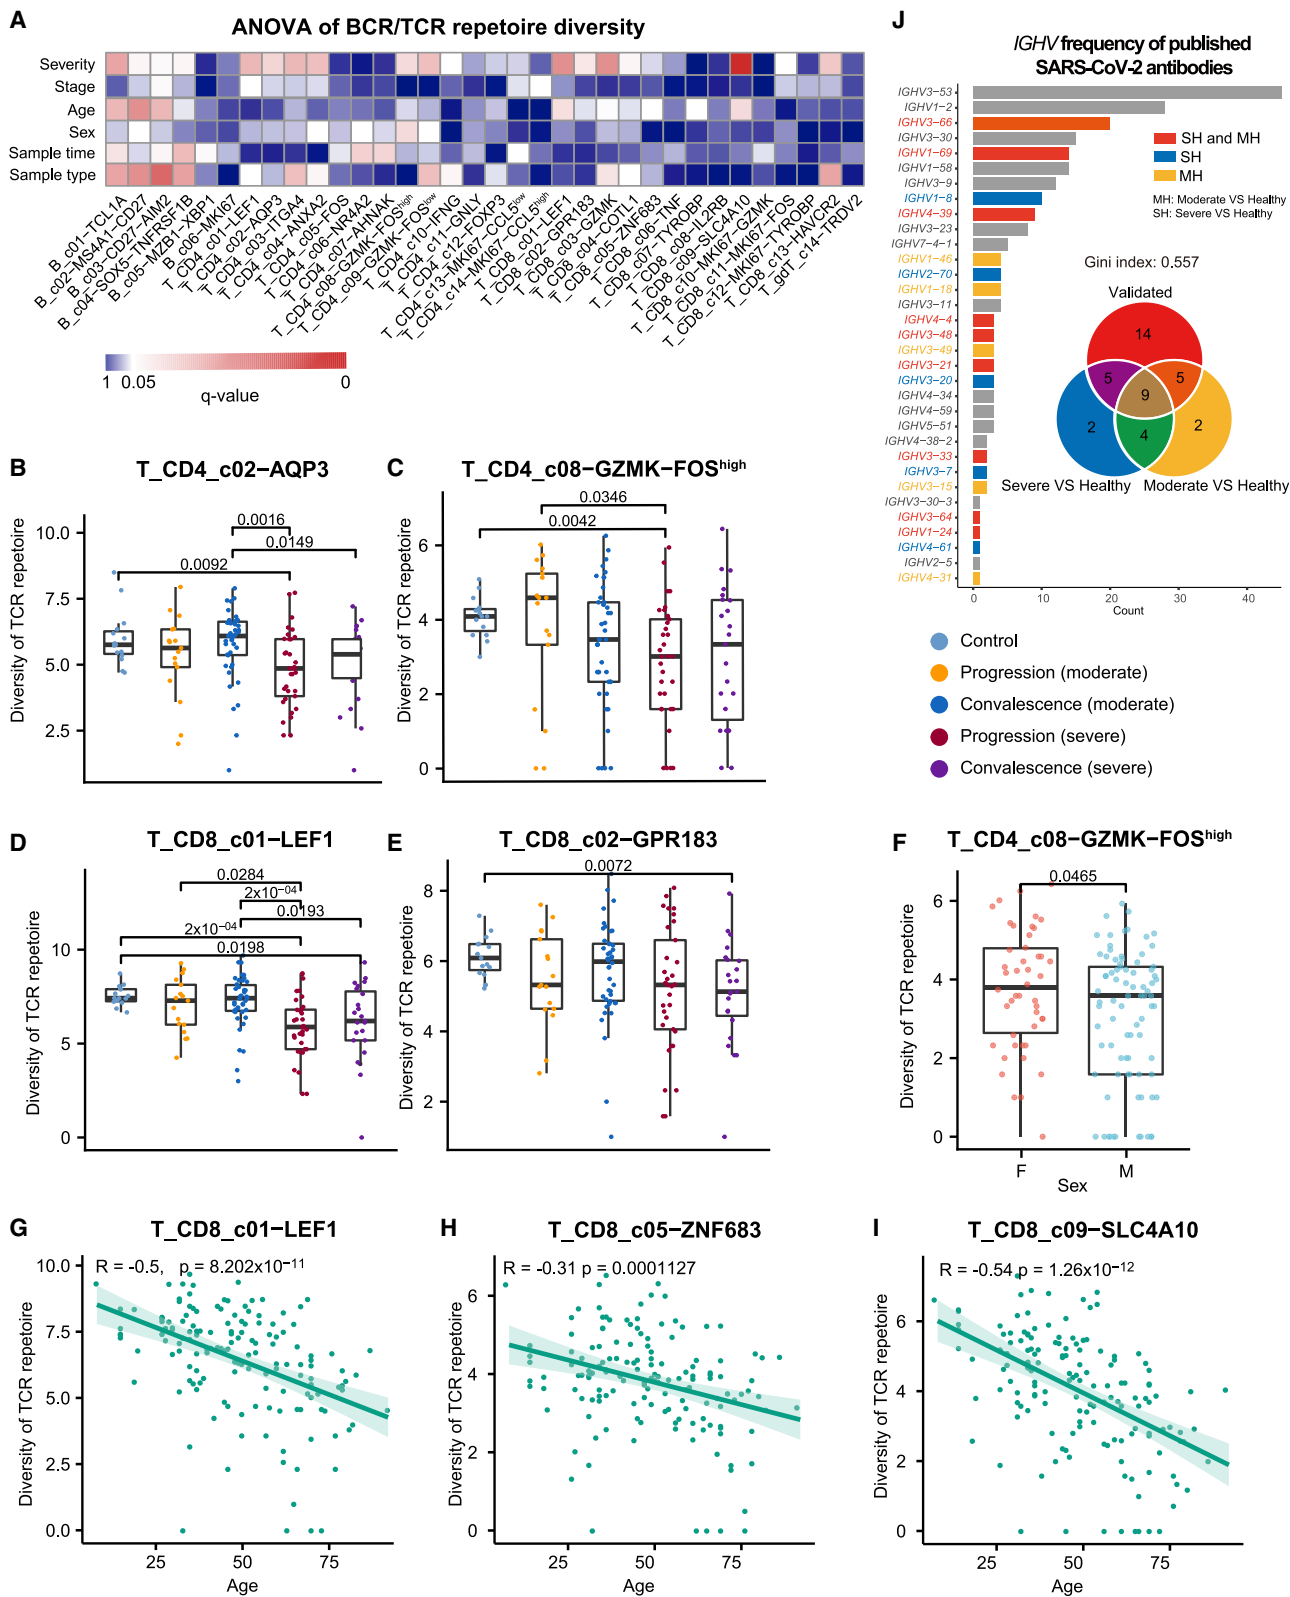 A
ANOVA of BCR/TCR repetoire diversity
Severity
Stage
Age
Sex
Sample time
Sample type
B_c01−TCL1A
B_c02−MS4A1−CD27
B_c03−CD27−AIM2
B_c04−SOX5−TNFRSF1B
B_c05−MZB1−XBP1
B_c06−MKI67
T_CD4_c01−LEF1
T_CD4_c02−AQP3
T_CD4_c03−ITGA4
T_CD4_c04−ANXA2
T_CD4_c05−FOS
T_CD4_c06−NR4A2
T_CD4_c07−AHNAK
T_CD4_c08−GZMK−FOShigh
T_CD4_c09−GZMK−FOSlow
T_CD4_c10−IFNG
T_CD4_c11−GNLY
T_CD4_c12−FOXP3
T_CD4_c13−MKI67−CCL5low
T_CD4_c14−MKI67−CCL5high
T_CD8_c01−LEF1
T_CD8_c02−GPR183
T_CD8_c03−GZMK
T_CD8_c04−COTL1
T_CD8_c05−ZNF683
T_CD8_c06−TNF
T_CD8_c07−TYROBP
T_CD8_c08−IL2RB
T_CD8_c09−SLC4A10
T_CD8_c10−MKI67−GZMK
T_CD8_c11−MKI67−FOS
T_CD8_c12−MKI67−TYROBP
T_CD8_c13−HAVCR2
T_gdT_c14−TRDV2
1 0.05 0
q-value
J
IGHV frequency of published
SARS-CoV-2 antibodies
IGHV3−53
IGHV1−2
IGHV3−66
IGHV3−30
IGHV1−69
IGHV1−58
IGHV3−9
IGHV1−8
IGHV4−39
IGHV3−23
IGHV7−4−1
IGHV1−46
IGHV2−70
IGHV1−18
IGHV3−11
IGHV4−4
IGHV3−48
IGHV3−49
IGHV3−21
IGHV3−20
IGHV4−34
IGHV4−59
IGHV5−51
IGHV4−38−2
IGHV3−33
IGHV3−7
IGHV3−15
IGHV3−30−3
IGHV3−64
IGHV1−24
IGHV4−61
IGHV2−5
IGHV4−31
0 10 20 30 40
Count
SH and MH
SH
MH
MH: Moderate VS Healthy
SH: Severe VS Healthy
Gini index: 0.557
Validated
14
5
5
9
2
4
2
Severe VS Healthy
Moderate VS Healthy
Control
Progression (moderate)
Convalescence (moderate)
Progression (severe)
Convalescence (severe)
B
T_CD4_c02−AQP3
Diversity of TCR repetoire
10.0
7.5
5.0
2.5
0.0016
0.0149
0.0092
C
T_CD4_c08−GZMK−FOShigh
Diversity of TCR repetoire
6
4
2
0
0.0346
0.0042
D
T_CD8_c01−LEF1
Diversity of TCR repetoire
10
5
0
0.0284
2x10−04
0.0193
2x10−04
0.0198
E
T_CD8_c02−GPR183
Diversity of TCR repetoire
8
6
4
2
0.0072
F
T_CD4_c08−GZMK−FOShigh
Diversity of TCR repetoire
6
4
2
0
0.0465
F M
Sex
G
T_CD8_c01−LEF1
R = -0.5, p = 8.202x10−11
Diversity of TCR repetoire
10.0
7.5
5.0
2.5
0.0
25 50 75
Age
H
T_CD8_c05−ZNF683
R = -0.31 p = 0.0001127
Diversity of TCR repetoire
6
4
2
0
25 50 75
Age
I
T_CD8_c09−SLC4A10
R = -0.54 p = 1.26x10−12
Diversity of TCR repetoire
6
4
2
0
25 50 75
Age